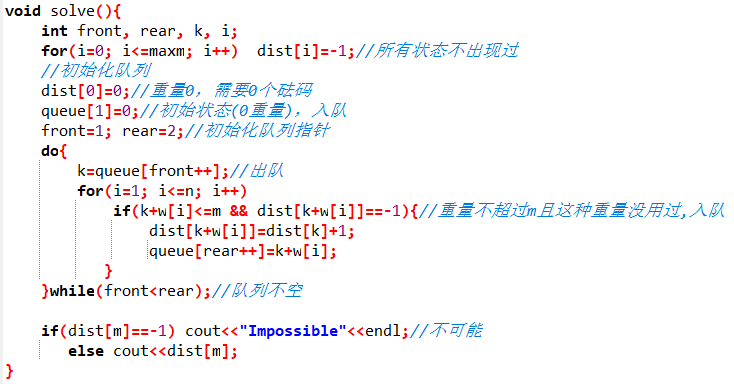 void solve(){
int front, rear, k, i;
for(i=0; i<=maxm; i++)  dist[i]=-1;//所有状态不出现过
//初始化队列
dist[0]=0;//重量0，需要0个砝码
queue[1]=0;//初始状态(0重量)，入队
front=1; rear=2;//初始化队列指针
do{
k=queue[front++];//出队
for(i=1; i<=n; i++)
if(k+w[i]<=m && dist[k+w[i]]==-1){//重量不超过m且这种重量没用过,入队
dist[k+w[i]]=dist[k]+1;
queue[rear++]=k+w[i];
}
}while(front<rear);//队列不空
if(dist[m]==-1) cout<<"Impossible"<<endl;//不可能
else cout<<dist[m];
}